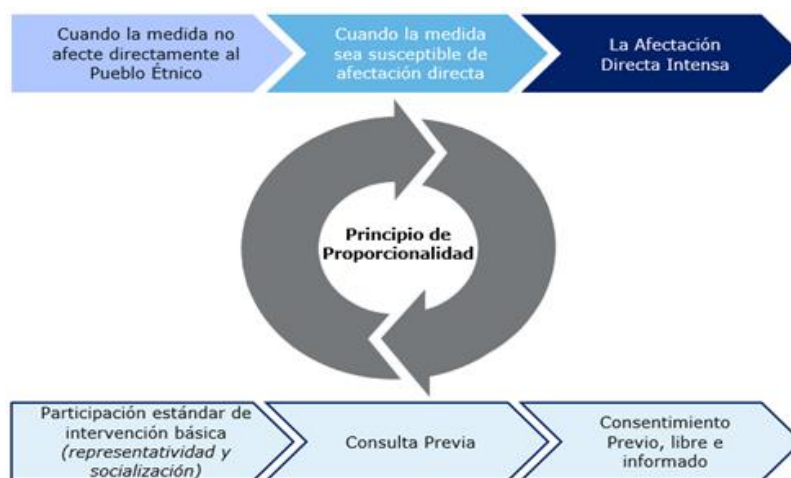 Cuando la medida no
afecte directamente al
Pueblo Étnico
Cuando la medida
sea susceptible de
afectación directa
La Afectación
Directa Intensa
Principio de
Proporcionalidad
Participación estándar de
intervención básica
(representatividad y
socialización)
Consulta Previa
Consentimiento
Previo, libre e
informado